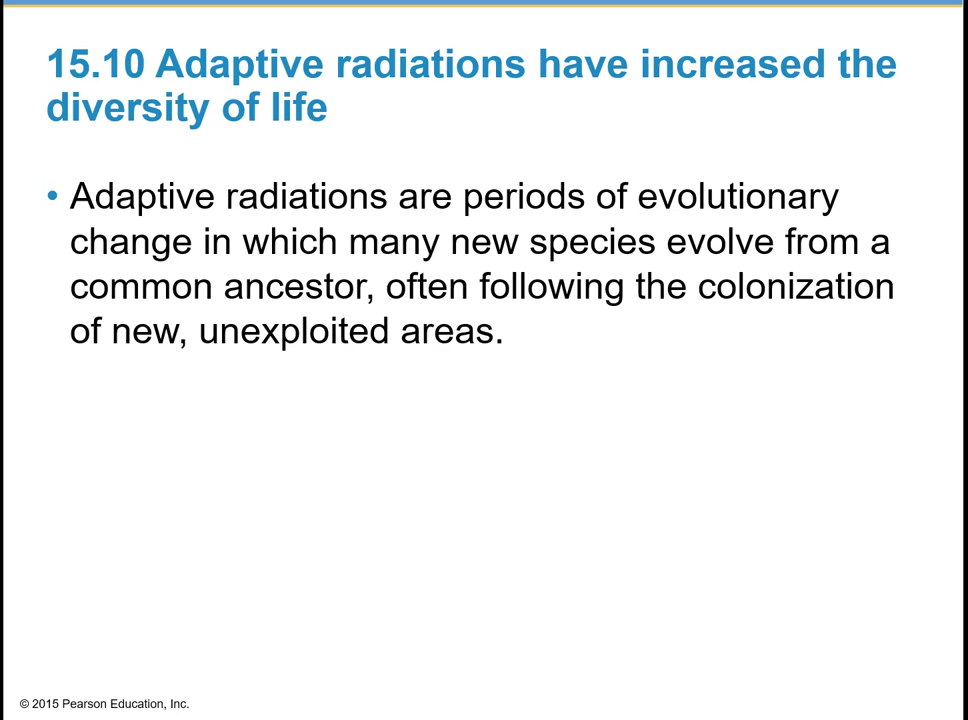 15.10 Adaptive radiations have increased the
diversity of life
• Adaptive radiations are periods of evolutionary
change in which many new species evolve from a
common ancestor, often following the colonization
of new, unexploited areas.
© 2015 Pearson Education, Inc.